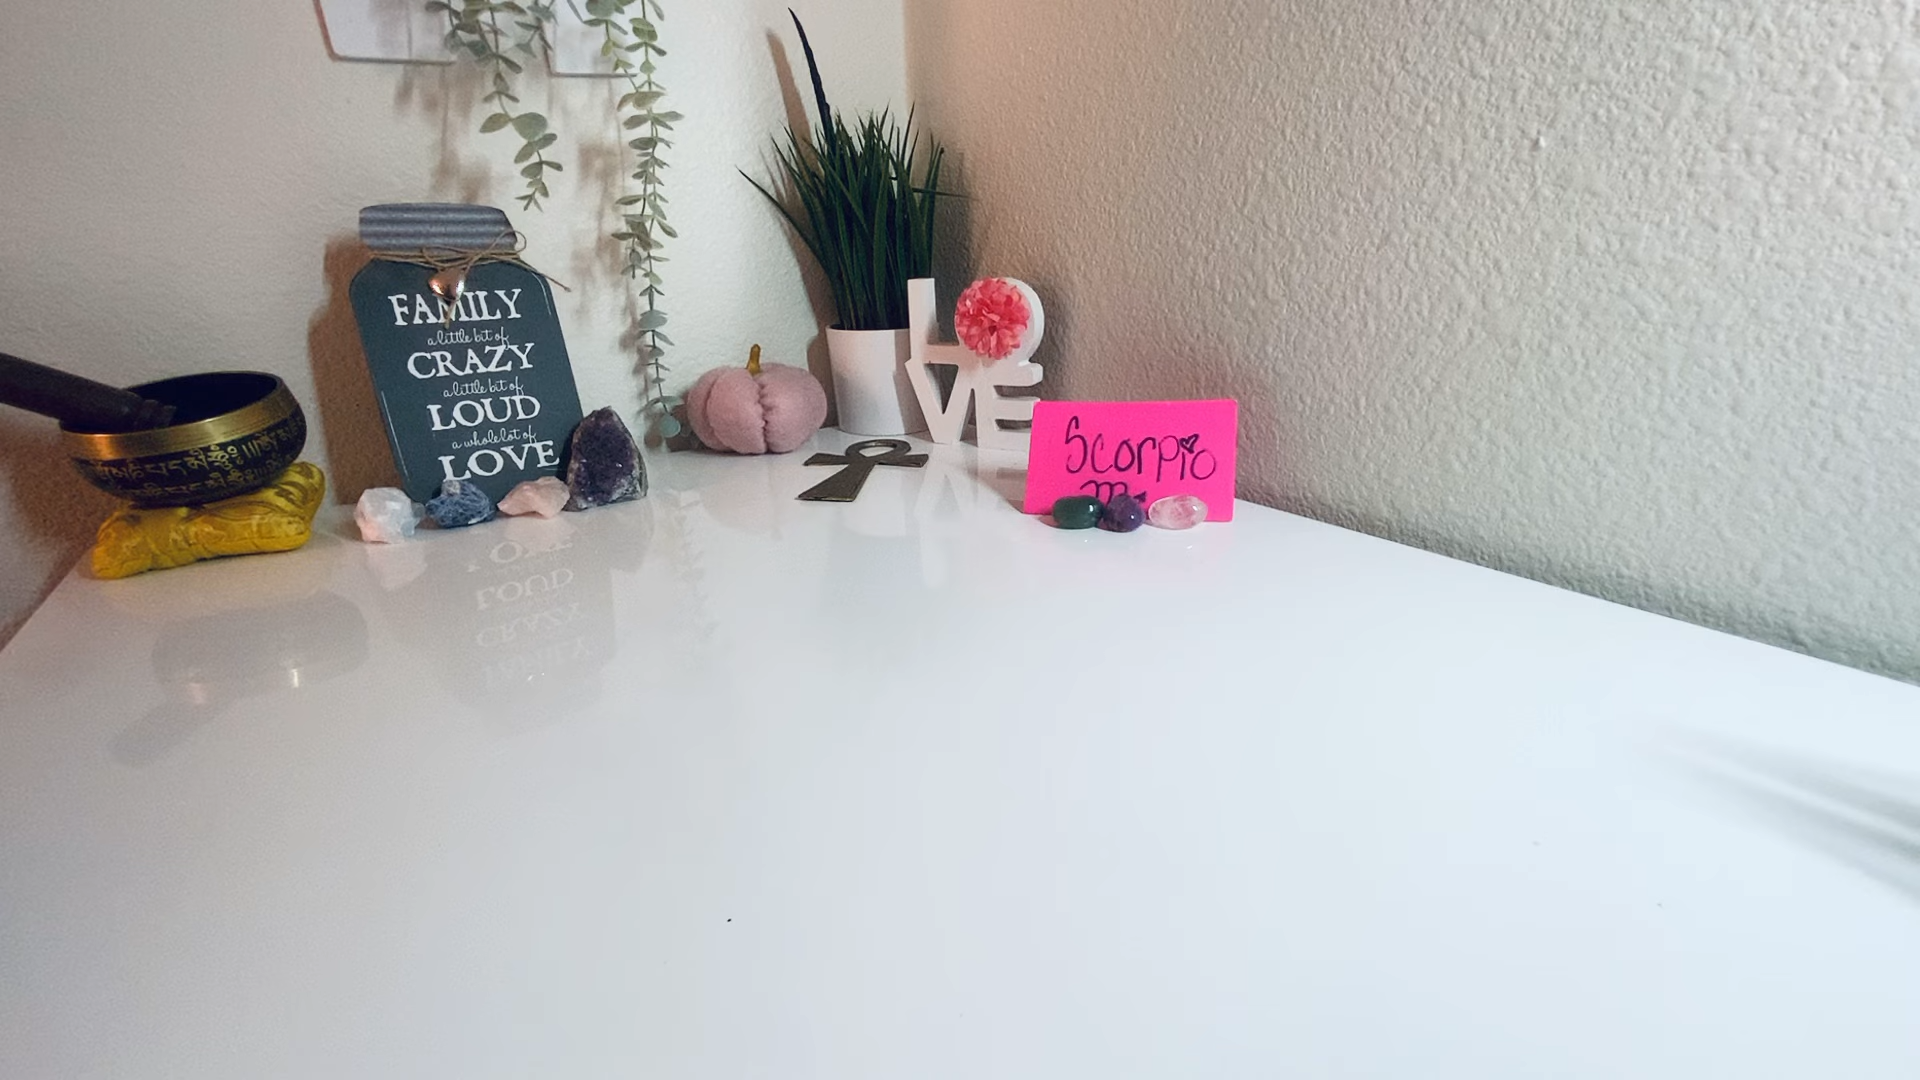 FAMILY
a little bit of
CRAZY
a little bit of
LOUD
a whole lot of
LOVE
LOVE
Scorpio
♏